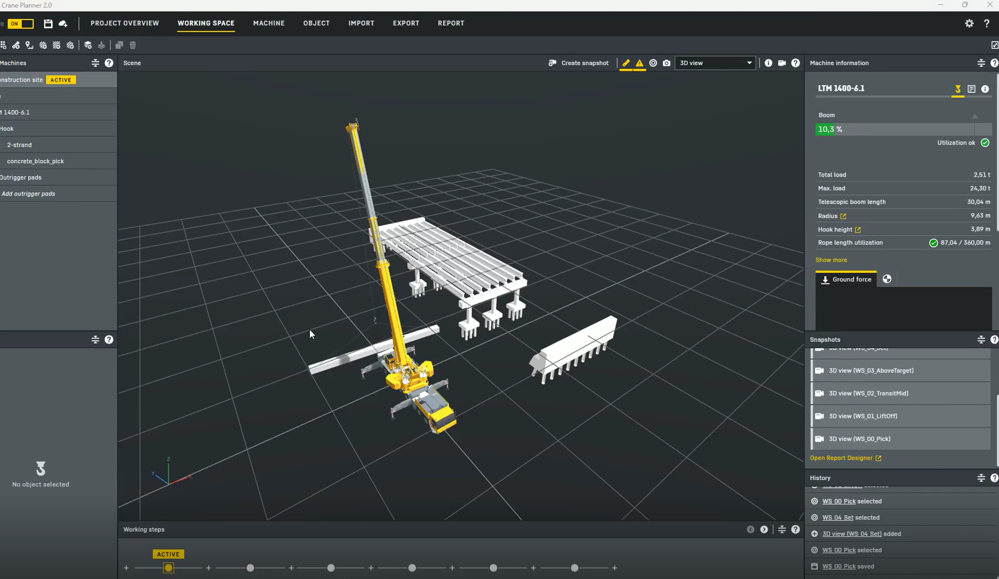 Crane Planner 2.0
ON
PROJECT OVERVIEW
WORKING SPACE
MACHINE
OBJECT
IMPORT
EXPORT
REPORT
Machines
Scene
Create snapshot
3D view
Machine information
onstruction site
ACTIVE
1400-6.1
Hook
2-strand
concrete_block_pick
Outrigger pads
Add outrigger pads
LTM 1400-6.1
Boom
10,3 %
Utilization ok
Total load 2,51 t
Max. load 24,30 t
Telescopic boom length 30,04 m
Radius 9,63 m
Hook height 3,89 m
Rope length utilization 87,04 / 360,00 m
Show more
Ground force
Snapshots
3D view (WS_04_Set)
3D view (WS_03_AboveTarget)
3D view (WS_02_TransitMid)
3D view (WS_01_LiftOff)
3D view (WS_00_Pick)
Open Report Designer
No object selected
Z
Y
X
History
WS 00 Pick selected
WS 04 Set selected
3D view (WS 04 Set) added
WS 00 Pick selected
WS 00 Pick saved
Working steps
ACTIVE